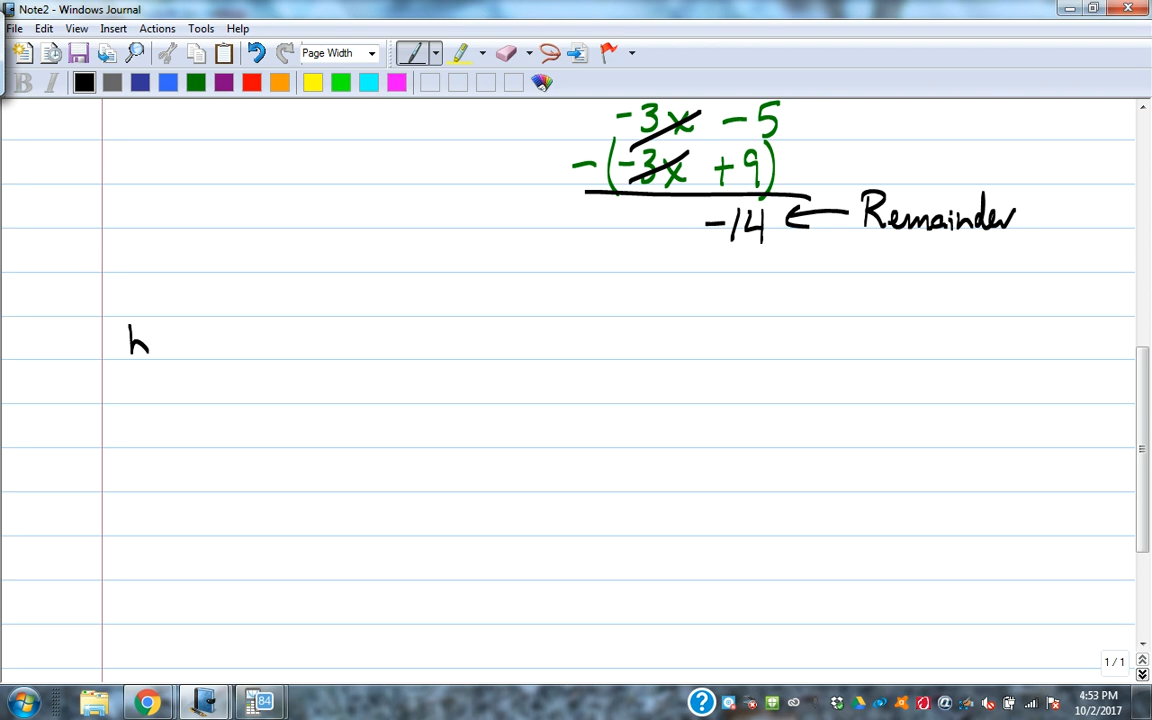 Note2 - Windows Journal
File Edit View Insert Actions Tools Help
Page Width
B I
-3x - 5
-(-3x + 9)
-14 ← Remainder
h
1 / 1
84
4:53 PM
10/2/2017